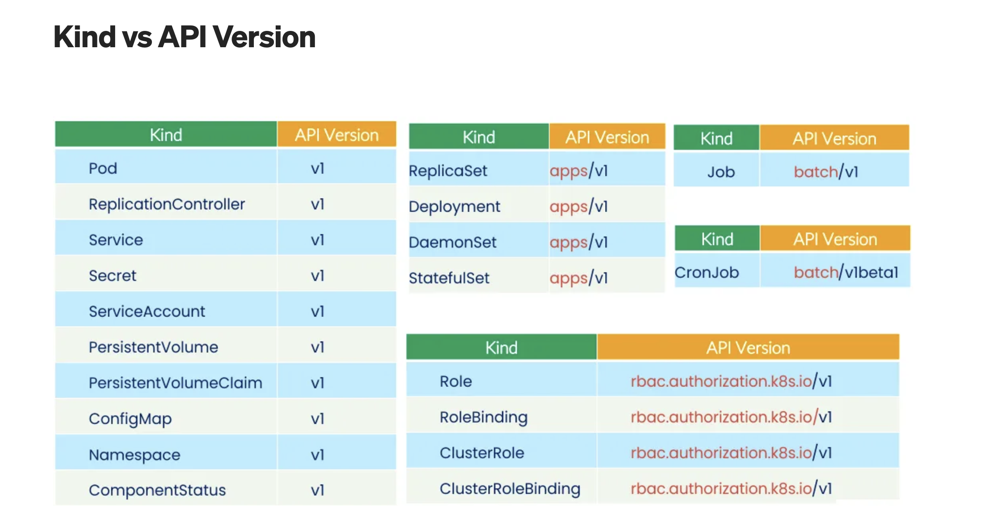 Kind vs API Version
Kind API Version
Pod v1
ReplicationController v1
Service v1
Secret v1
ServiceAccount v1
PersistentVolume v1
PersistentVolumeClaim v1
ConfigMap v1
Namespace v1
ComponentStatus v1
Kind API Version
ReplicaSet apps/v1
Deployment apps/v1
DaemonSet apps/v1
StatefulSet apps/v1
Kind API Version
Job batch/v1
Kind API Version
CronJob batch/v1beta1
Kind API Version
Role rbac.authorization.k8s.io/v1
RoleBinding rbac.authorization.k8s.io/v1
ClusterRole rbac.authorization.k8s.io/v1
ClusterRoleBinding rbac.authorization.k8s.io/v1